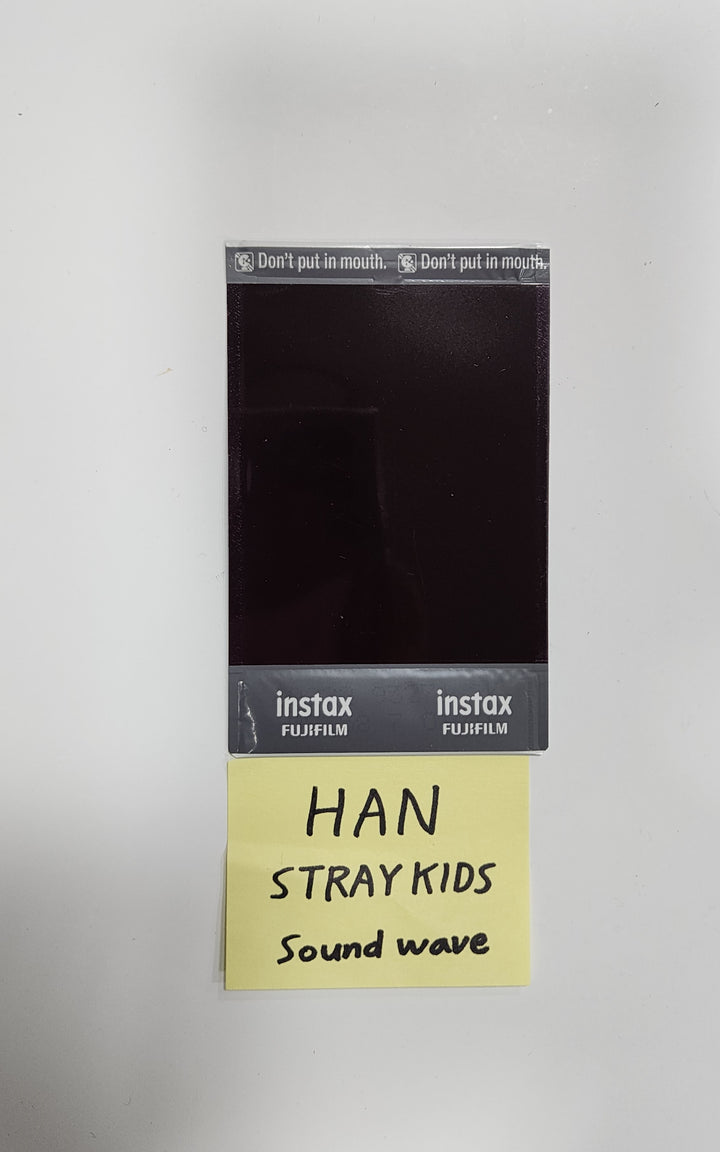 Don't put in mouth. Don't put in mouth.
instax instax
FUJIFILM FUJIFILM
HAN
STRAY KIDS
Sound wave